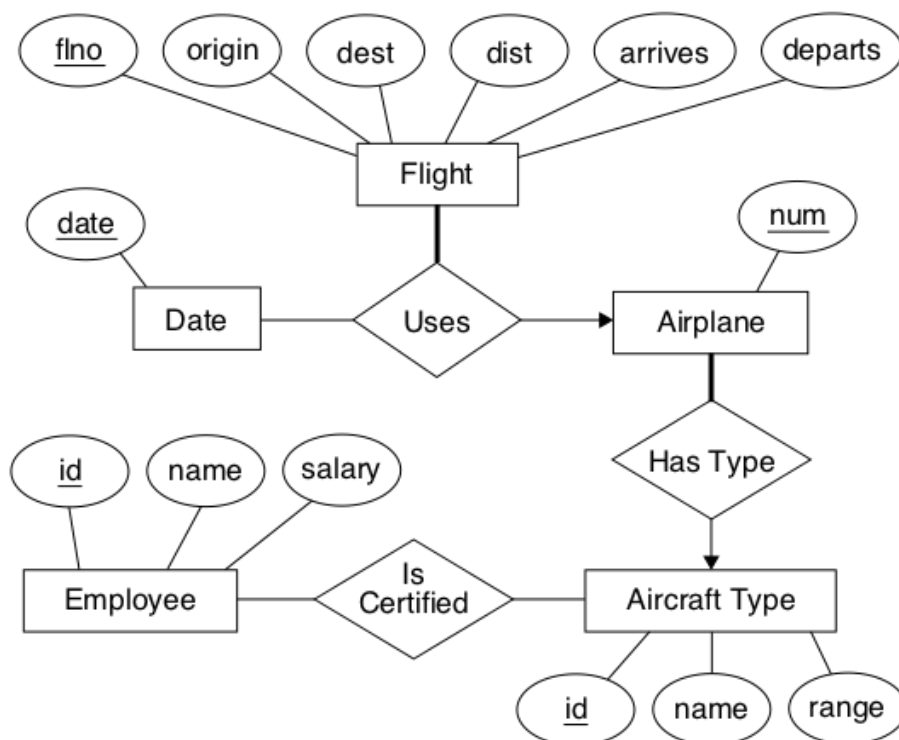 flno
origin
dest
dist
arrives
departs
Flight
date
num
Date
Uses
Airplane
id
name
salary
Has Type
Employee
Is
Certified
Aircraft Type
id
name
range